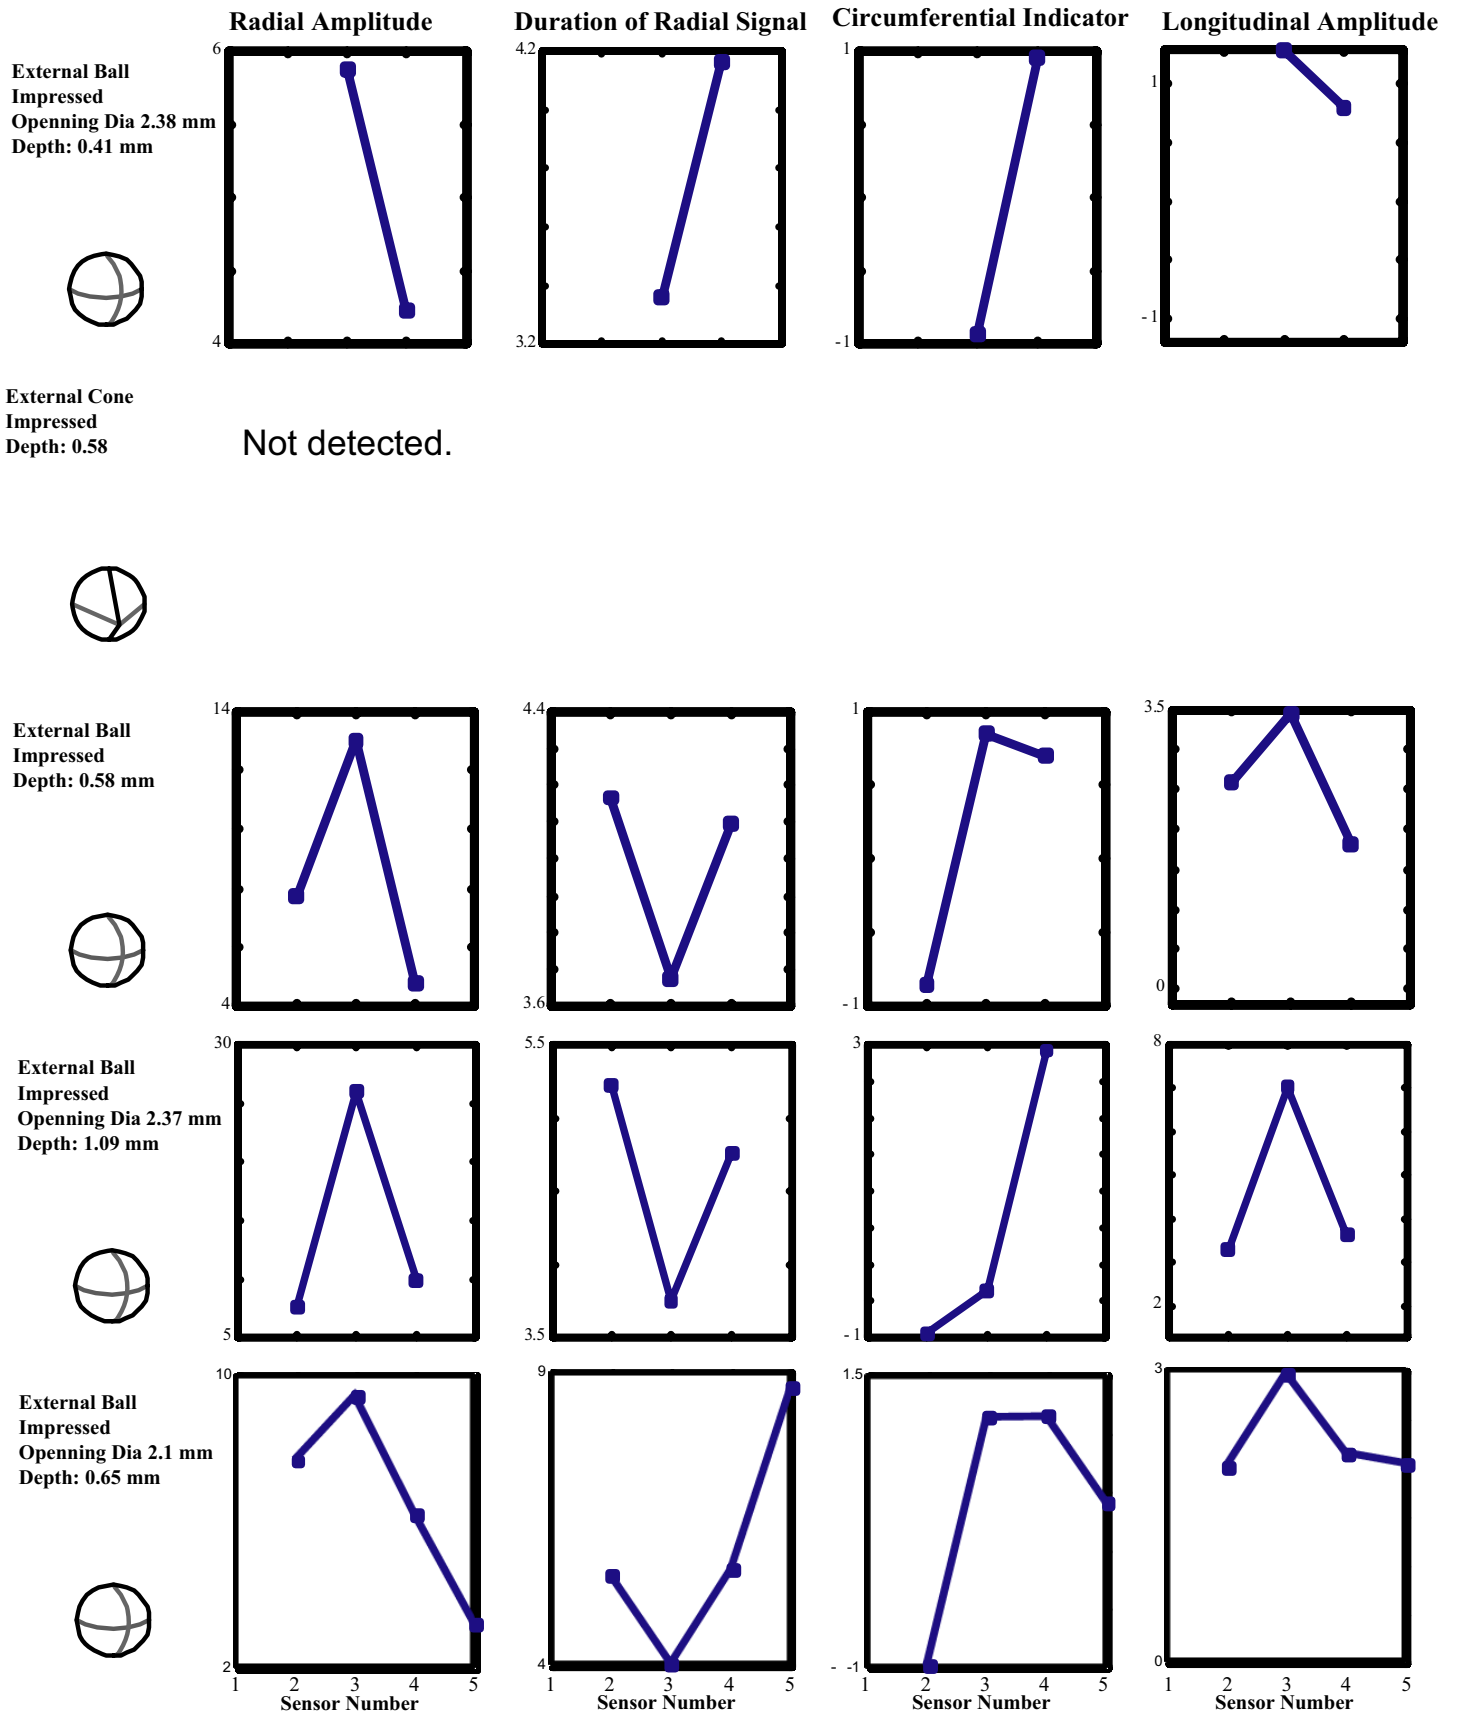 Radial Amplitude
Duration of Radial Signal
Circumferential Indicator
Longitudinal Amplitude
External Ball
Impressed
Openning Dia 2.38 mm
Depth: 0.41 mm
6
4
4.2
3.2
1
-1
1
-1
External Cone
Impressed
Depth: 0.58
Not detected.
External Ball
Impressed
Depth: 0.58 mm
14
4
4.4
3.6
1
-1
3.5
0
External Ball
Impressed
Openning Dia 2.37 mm
Depth: 1.09 mm
30
5
5.5
3.5
3
-1
8
2
External Ball
Impressed
Openning Dia 2.1 mm
Depth: 0.65 mm
10
2
9
4
1.5
- -1
3
0
1 2 3 4 5
Sensor Number
1 2 3 4 5
Sensor Number
1 2 3 4 5
Sensor Number
1 2 3 4 5
Sensor Number